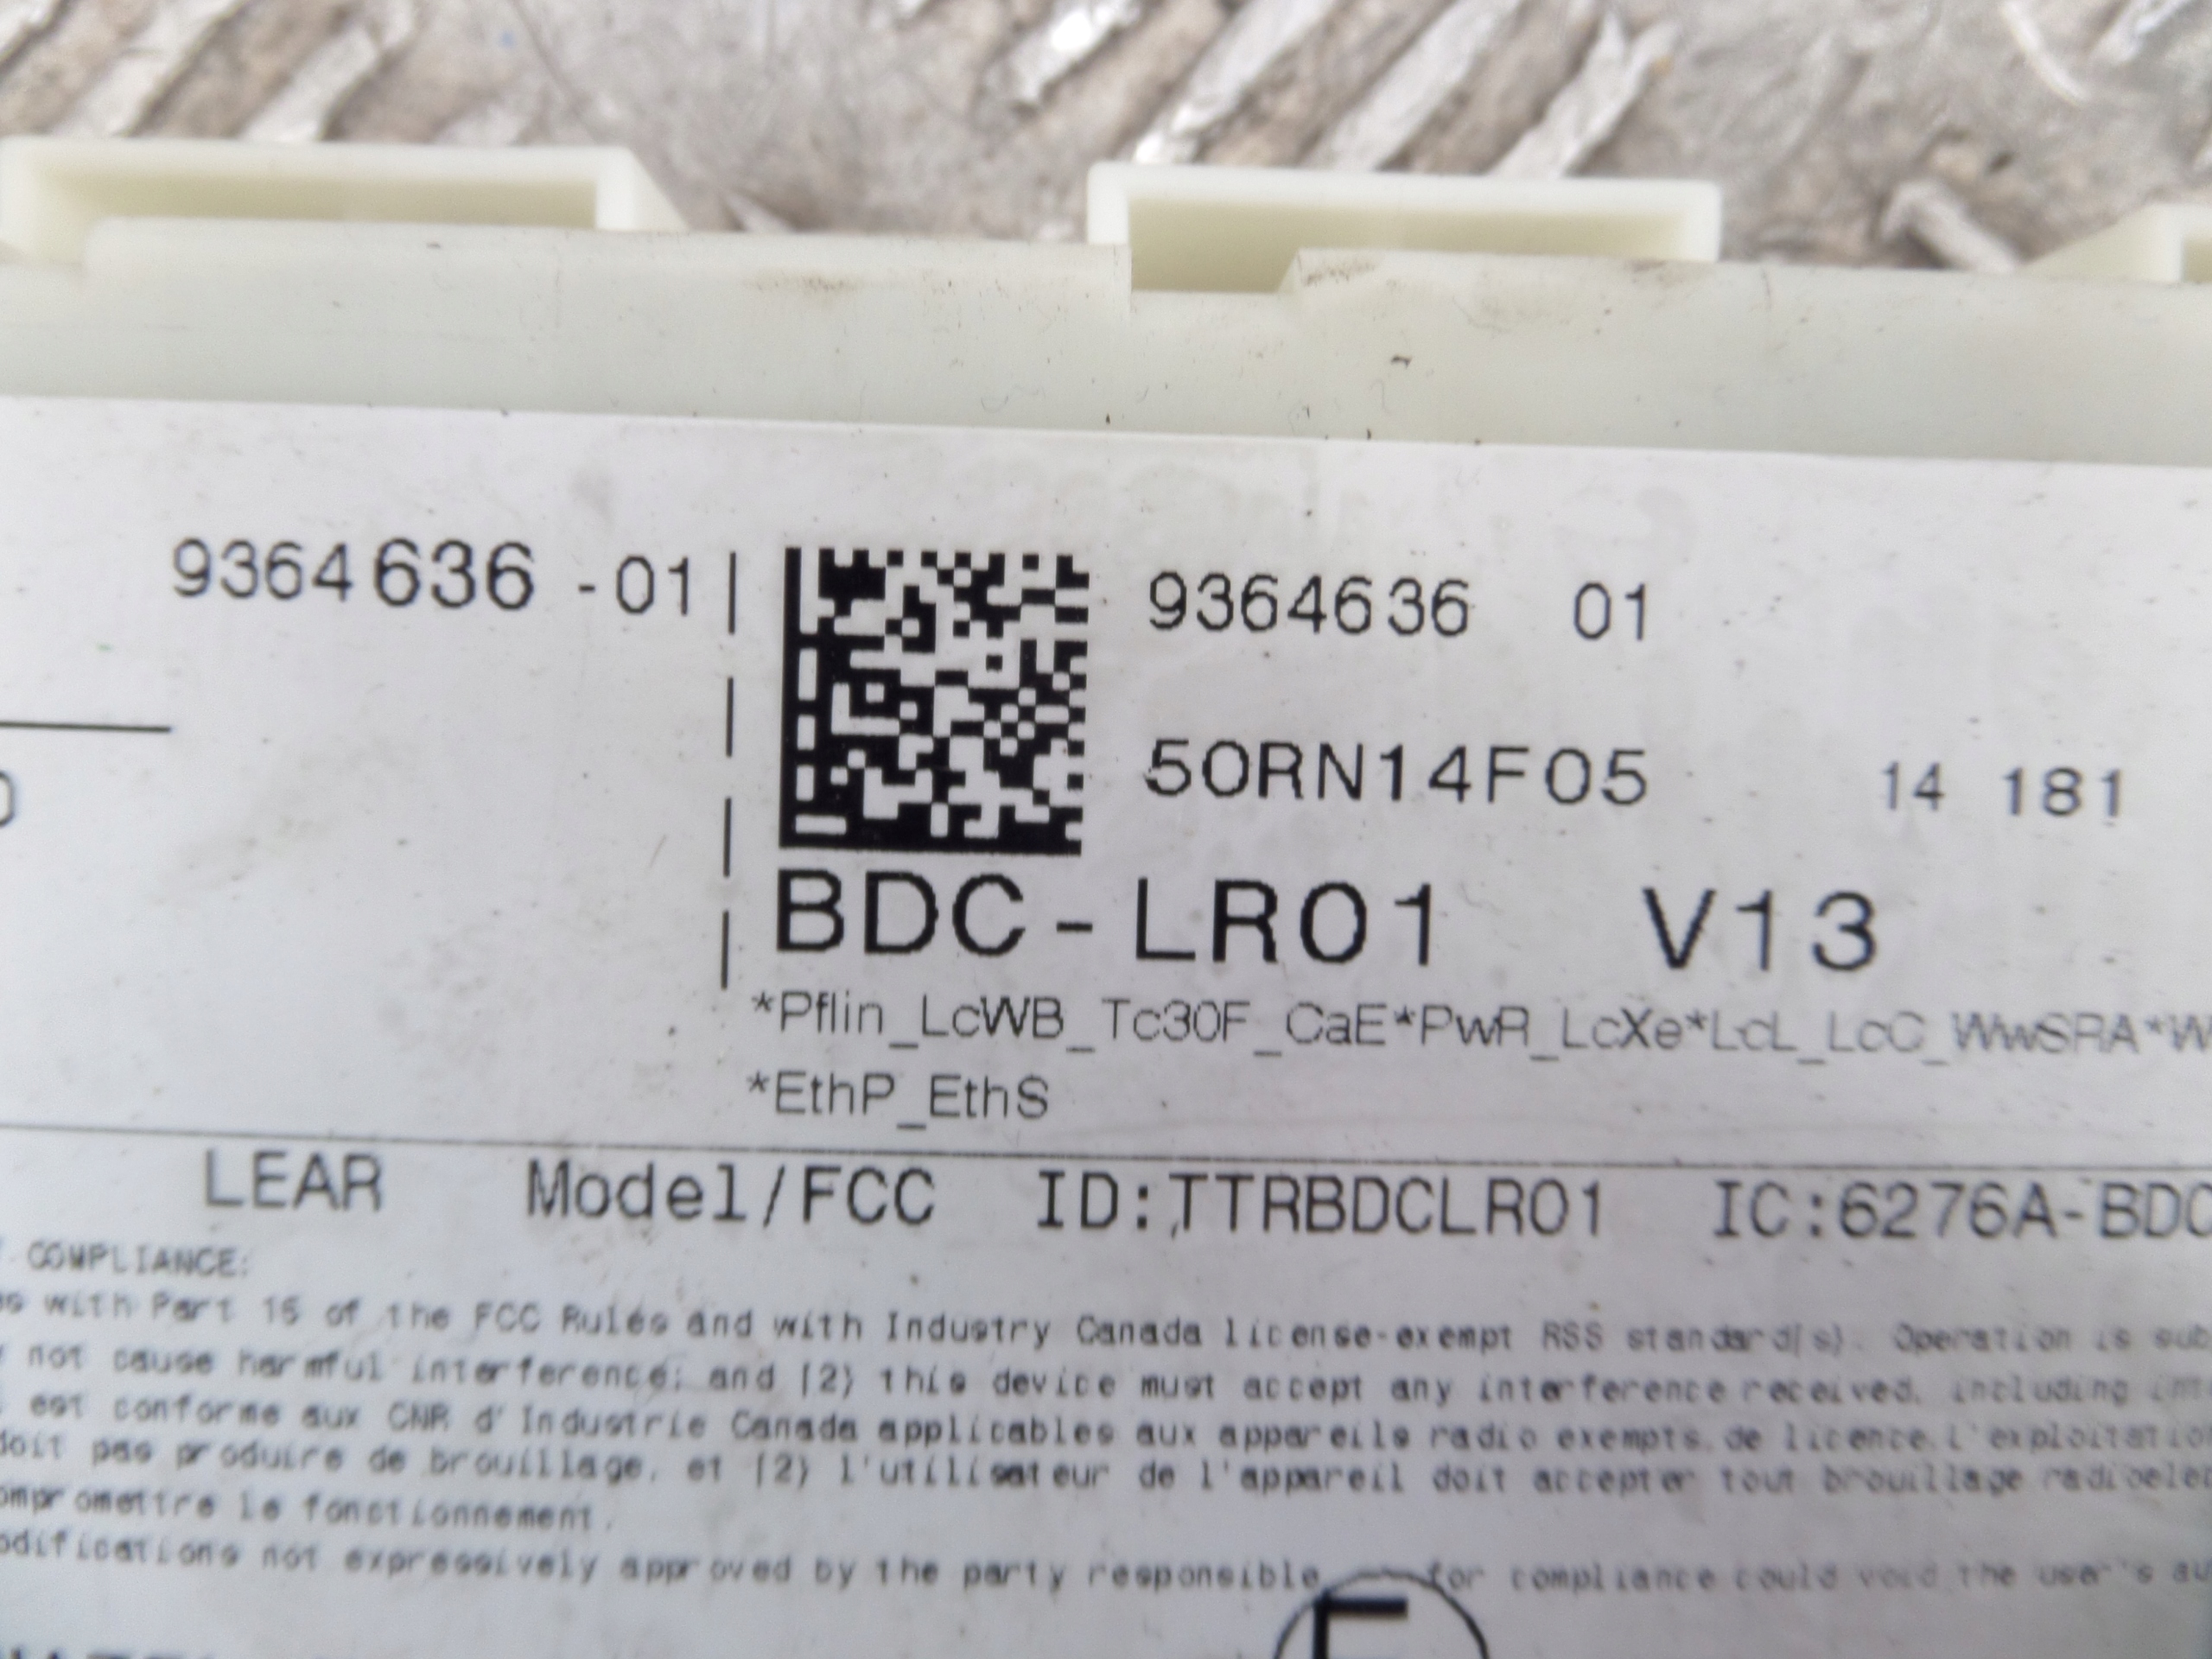 9364636 -01
9364636 01
50RN14F05 14 181
BDC-LR01 V13
*Pflin_LcWB_Tc30F_CaE*PwR_LcXe*LcL_LcC_WwSRA*W
*EthP_EthS
LEAR Model/FCC ID:TTRBDCLR01 IC:6276A-BDC
COMPLIANCE:
with Part 15 of the FCC Rules and with Industry Canada license-exempt RSS standard(s). Operation is
not cause harmful interference; and (2) this device must accept any interference received, including
est conforme aux CNR d'Industrie Canada applicables aux appareils radio exempts de licence.L'exploitation
doit pas produire de brouillage, et (2) l'utilisateur de l'appareil doit accepter tout brouillage
le fonctionnement.
not expressively approved by the party responsible for compliance could void the user's
E